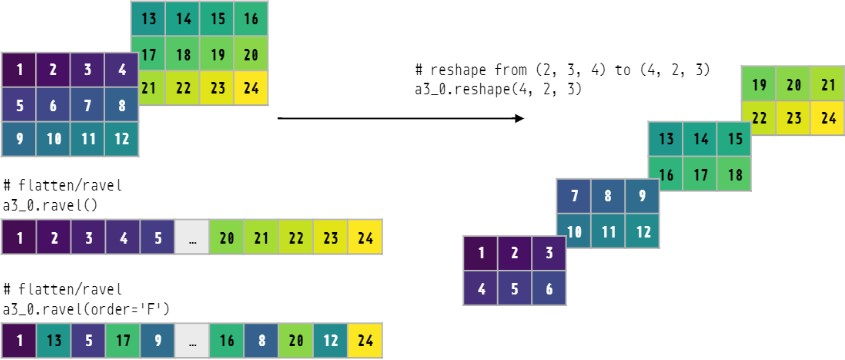 13 14 15 16
17 18 19 20
21 22 23 24
1 2 3 4
5 6 7 8
9 10 11 12
# reshape from (2, 3, 4) to (4, 2, 3)
a3_0.reshape(4, 2, 3)
19 20 21
22 23 24
13 14 15
16 17 18
7 8 9
10 11 12
1 2 3
4 5 6
# flatten/ravel
a3_0.ravel()
1 2 3 4 5 … 20 21 22 23 24
# flatten/ravel
a3_0.ravel(order='F')
1 13 5 17 9 … 16 8 20 12 24